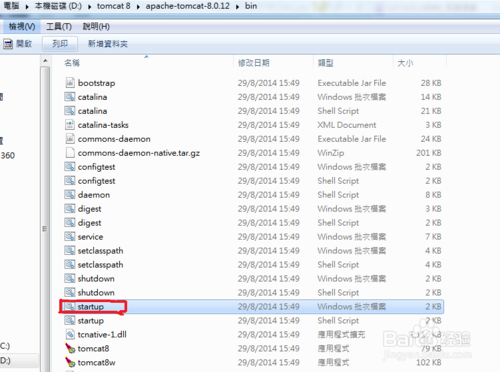 電腦 ▸ 本機磁碟 (D:) ▸ tomcat 8 ▸ apache-tomcat-8.0.12 ▸ bin
檢視(V) 工具(T) 說明(H)
開啟 列印 新增資料夾
名稱 修改日期 類型 大小
bootstrap 29/8/2014 15:49 Executable Jar File 28 KB
catalina 29/8/2014 15:49 Windows 批次檔案 14 KB
catalina 29/8/2014 15:49 Shell Script 21 KB
catalina-tasks 29/8/2014 15:49 XML Document 3 KB
commons-daemon 29/8/2014 15:49 Executable Jar File 24 KB
commons-daemon-native.tar.gz 29/8/2014 15:49 WinZip 201 KB
configtest 29/8/2014 15:49 Windows 批次檔案 2 KB
configtest 29/8/2014 15:49 Shell Script 2 KB
daemon 29/8/2014 15:49 Shell Script 8 KB
digest 29/8/2014 15:49 Windows 批次檔案 3 KB
digest 29/8/2014 15:49 Shell Script 2 KB
service 29/8/2014 15:49 Windows 批次檔案 7 KB
setclasspath 29/8/2014 15:49 Windows 批次檔案 4 KB
setclasspath 29/8/2014 15:49 Shell Script 4 KB
shutdown 29/8/2014 15:49 Windows 批次檔案 2 KB
shutdown 29/8/2014 15:49 Shell Script 2 KB
startup 29/8/2014 15:49 Windows 批次檔案 2 KB
startup 29/8/2014 15:49 Shell Script 2 KB
tcnative-1.dll 29/8/2014 15:49 應用程式擴充 KB
tomcat8 29/8/2014 15:49 應用程式 79 KB
tomcat8w 29/8/2014 15:49 應用程式 KB
360
C:)
D:)
Bai 经验